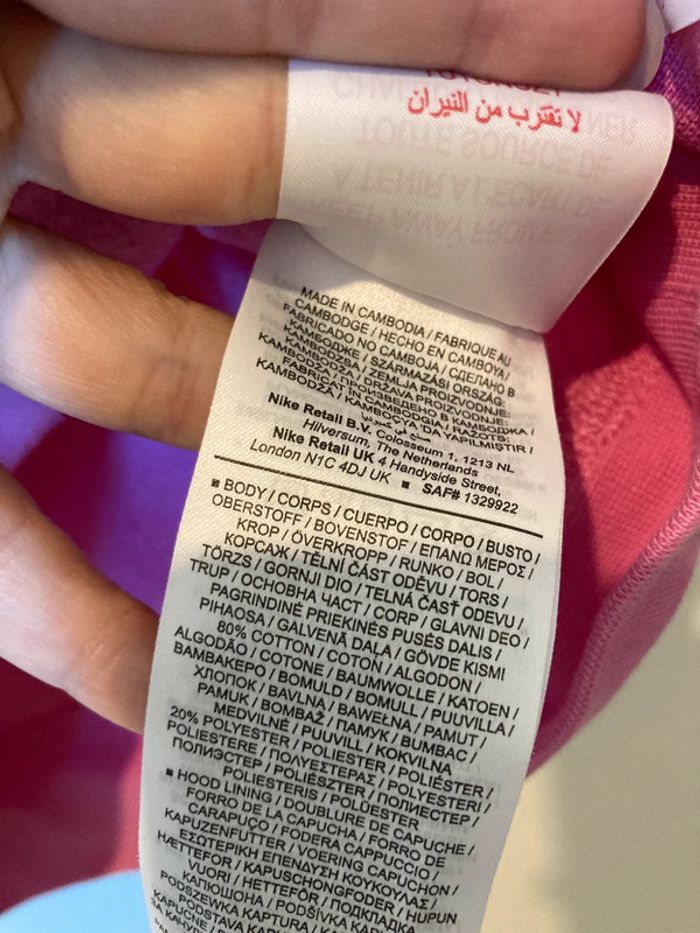 لا تقترب من النيران
MADE IN CAMBODIA / FABRIQUE AU
CAMBODGE / HECHO EN CAMBOYA /
FABRICADO NO CAMBOJA / СДЕЛАНО В
КАМБОДЖЕ / SZÁRMAZÁSI ORSZÁG:
KAMBODZSA / ZEMLJA PROIZVODNJE:
KAMBODŽA / DRŽAVA PROIZVODNJE:
FABRICAT ÎN CAMBODGIA / RAŽOTS:
KAMBODŽĀ / KAMBOÇYA'DA YAPILMIŞTIR /
صنع في كمبوديا
Nike Retail B.V. Colosseum 1, 1213 NL
Hilversum, The Netherlands
Nike Retail UK 4 Handyside Street,
London N1C 4DJ UK ■ SAF# 1329922
■ BODY / CORPS / CUERPO / CORPO / BUSTO /
OBERSTOFF / BOVENSTOF / ΕΠΑΝΩ ΜΕΡΟΣ /
KROP / ÖVERKROPP / RUNKO / BOL /
КОРСАЖ / TĚLNÍ ČÁST ODĚVU / TORS /
TÖRZS / GORNJI DIO / TELNÁ ČASŤ ODEVU /
TRUP / ОСНОВНА ЧАСТ / CORP / GLAVNI DEO /
PAGRINDINĖ PRIEKINĖS PUSĖS DALIS /
PIHAOSA / GALVENĀ DAĻA / GÖVDE KISMI
80% COTTON / COTON / ALGODON /
ALGODÃO / COTONE / BAUMWOLLE / KATOEN /
ΒΑΜΒΑΚΕΡΟ / BOMULD / BOMULL / PUUVILLA /
ХЛОПОК / BAVLNA / BAWEŁNA / PAMUT /
PAMUK / BOMBAŽ / ПАМУК / BUMBAC /
MEDVILNĖ / PUUVILL / KOKVILNA
20% POLYESTER / POLIESTER / POLIÉSTER /
POLIESTERE / ΠΟΛΥΕΣΤΕΡΑΣ / POLYESTERI /
ПОЛИЭСТЕР / POLIÉSZTER / ПОЛИЕСТЕР /
POLIESTERIS / POLÜESTER
■ HOOD LINING / DOUBLURE DE CAPUCHE /
FORRO DE LA CAPUCHA / FORRO DE
CARAPUÇO / FODERA CAPPUCCIO /
KAPUZENFUTTER / VOERING CAPUCHON /
ΕΣΩΤΕΡΙΚΗ ΕΠΕΝΔΥΣΗ ΚΟΥΚΟΥΛΑΣ /
HÆTTEFOR / KAPUSCHONGFODER / HUPUN
VUORI / HETTEFÔR / ПОДКЛАДКА
КАПЮШОНА / PODŠÍVKA
PODSZEWKA KAPTURA /
PODSTAVA
KAPUCNE /